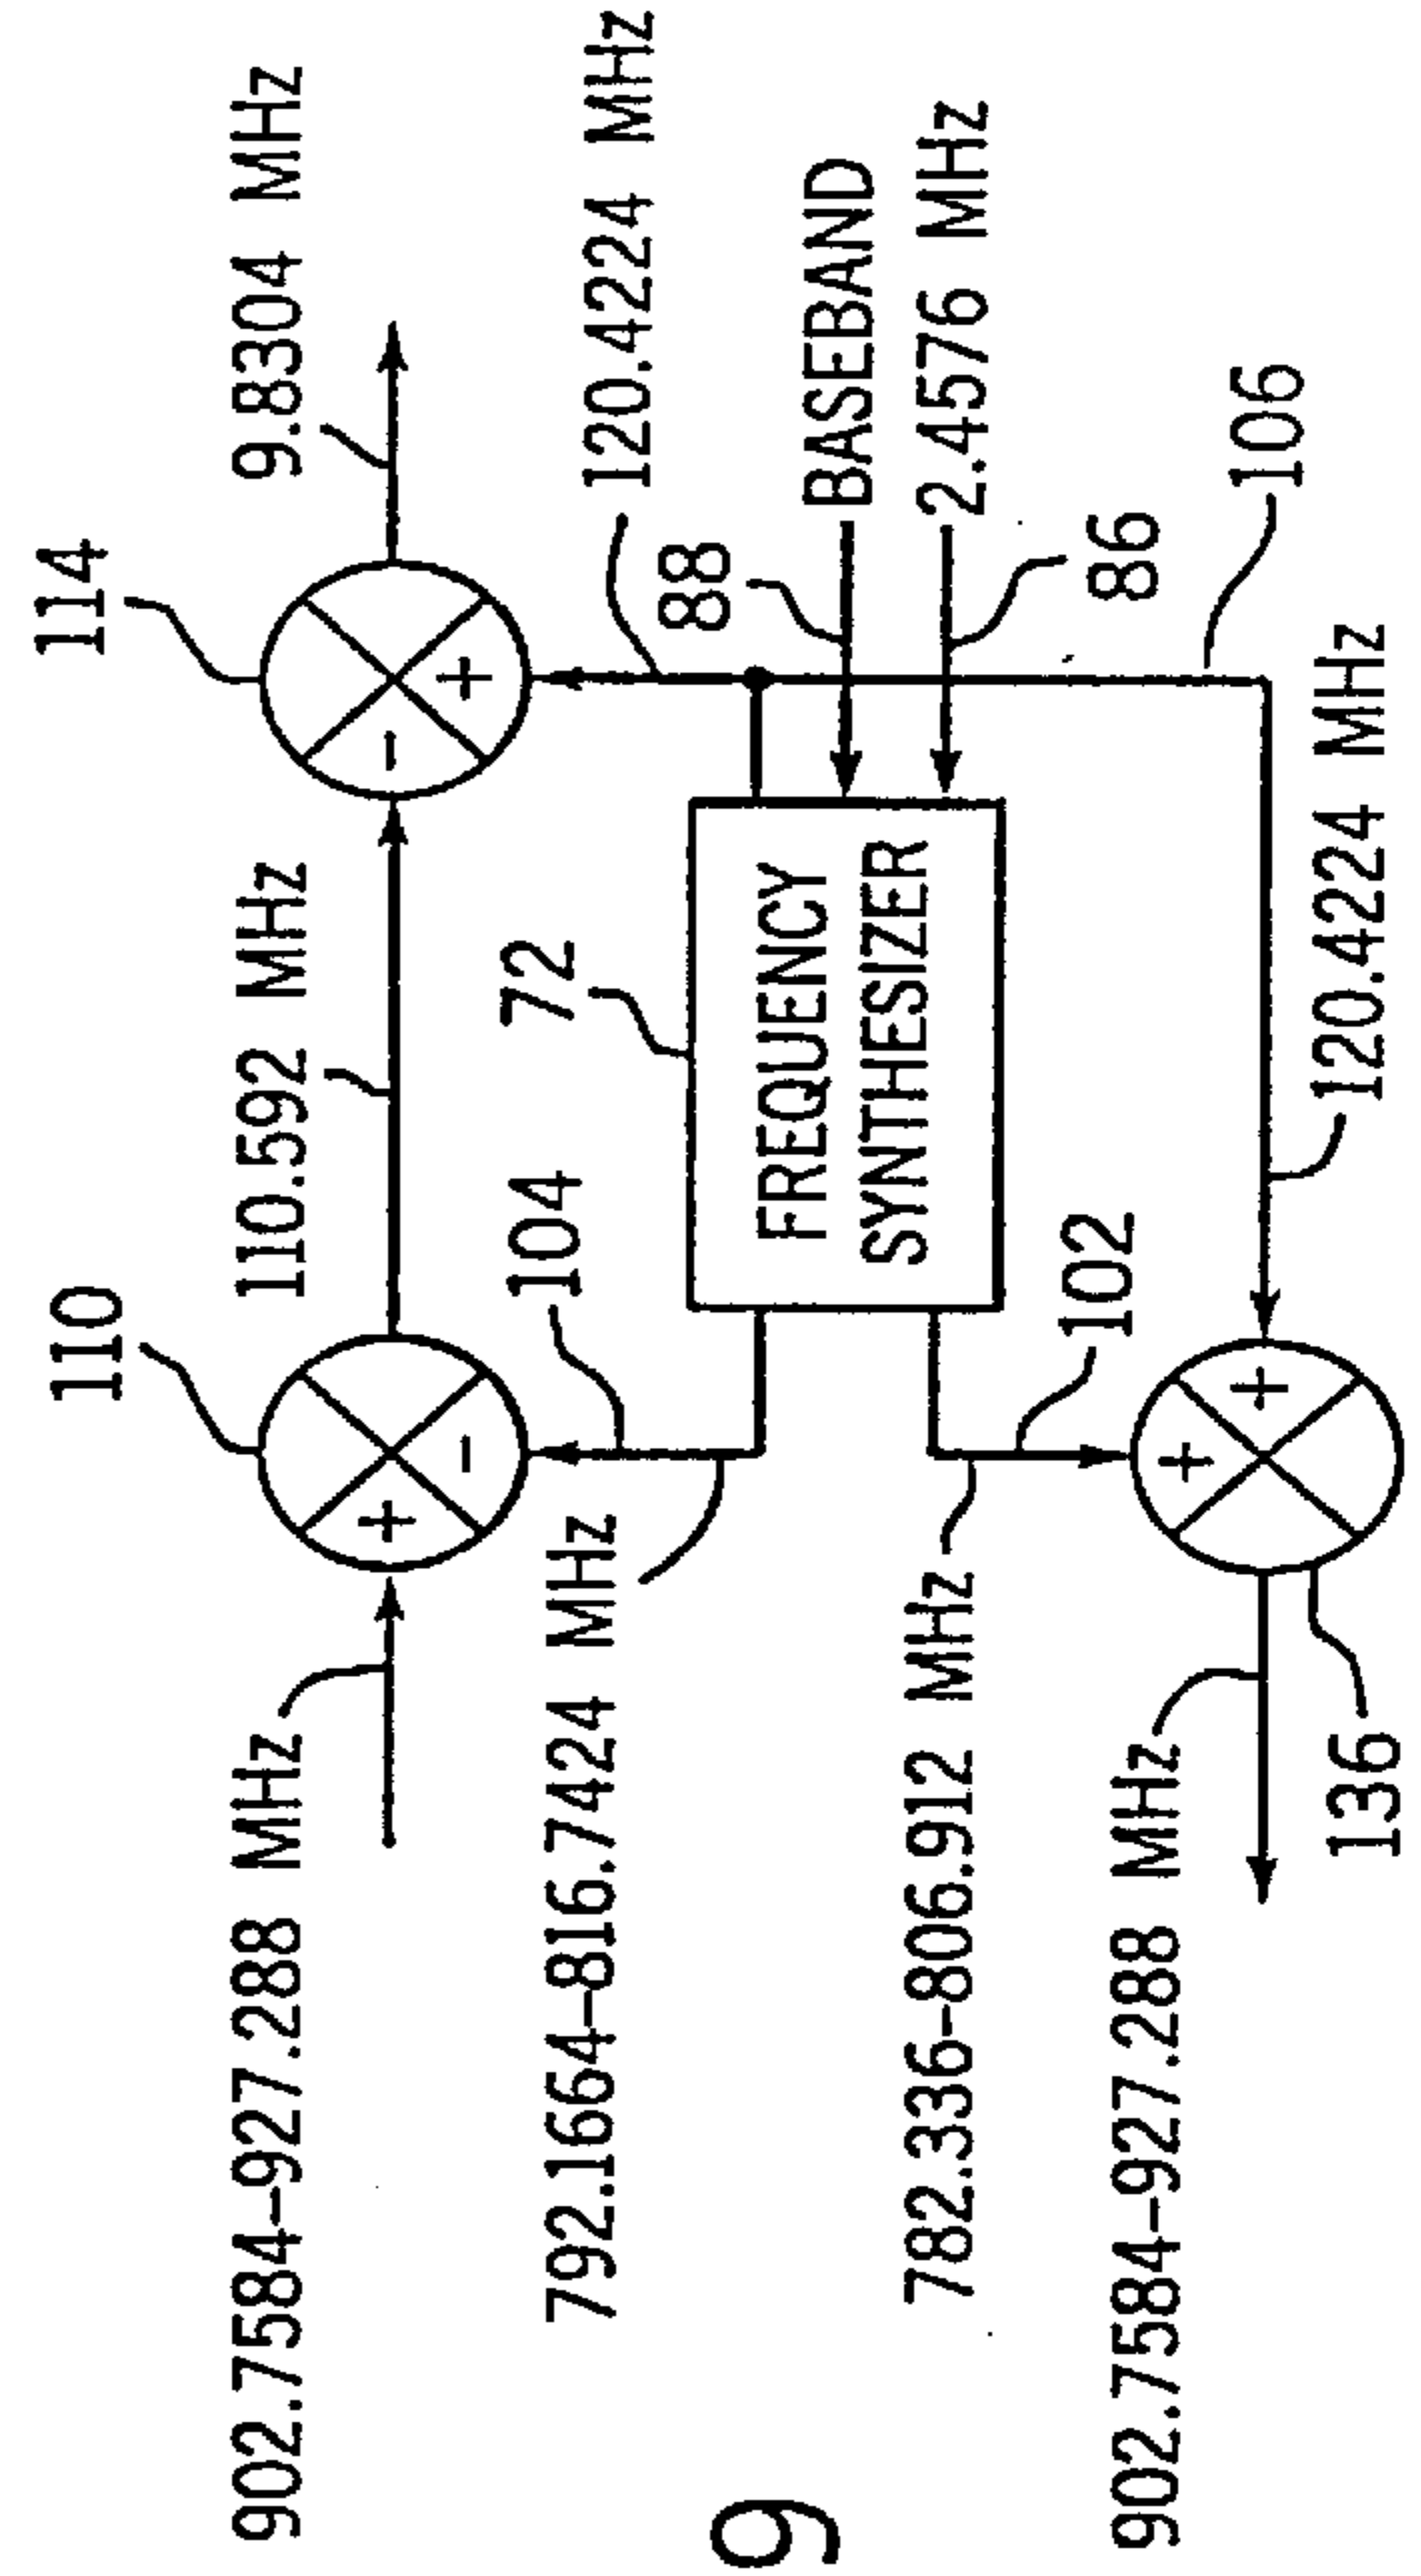 110
114
902.7584–927.288 MHz
110.592 MHz
9.8304 MHz
104
72
792.1664–816.7424 MHz
120.4224 MHz
88
FREQUENCY
SYNTHESIZER
BASEBAND
2.4576 MHz
9
782.336–806.912 MHz
102
86
902.7584–927.288 MHz
106
136
120.4224 MHz
+
-
-
+
+
+